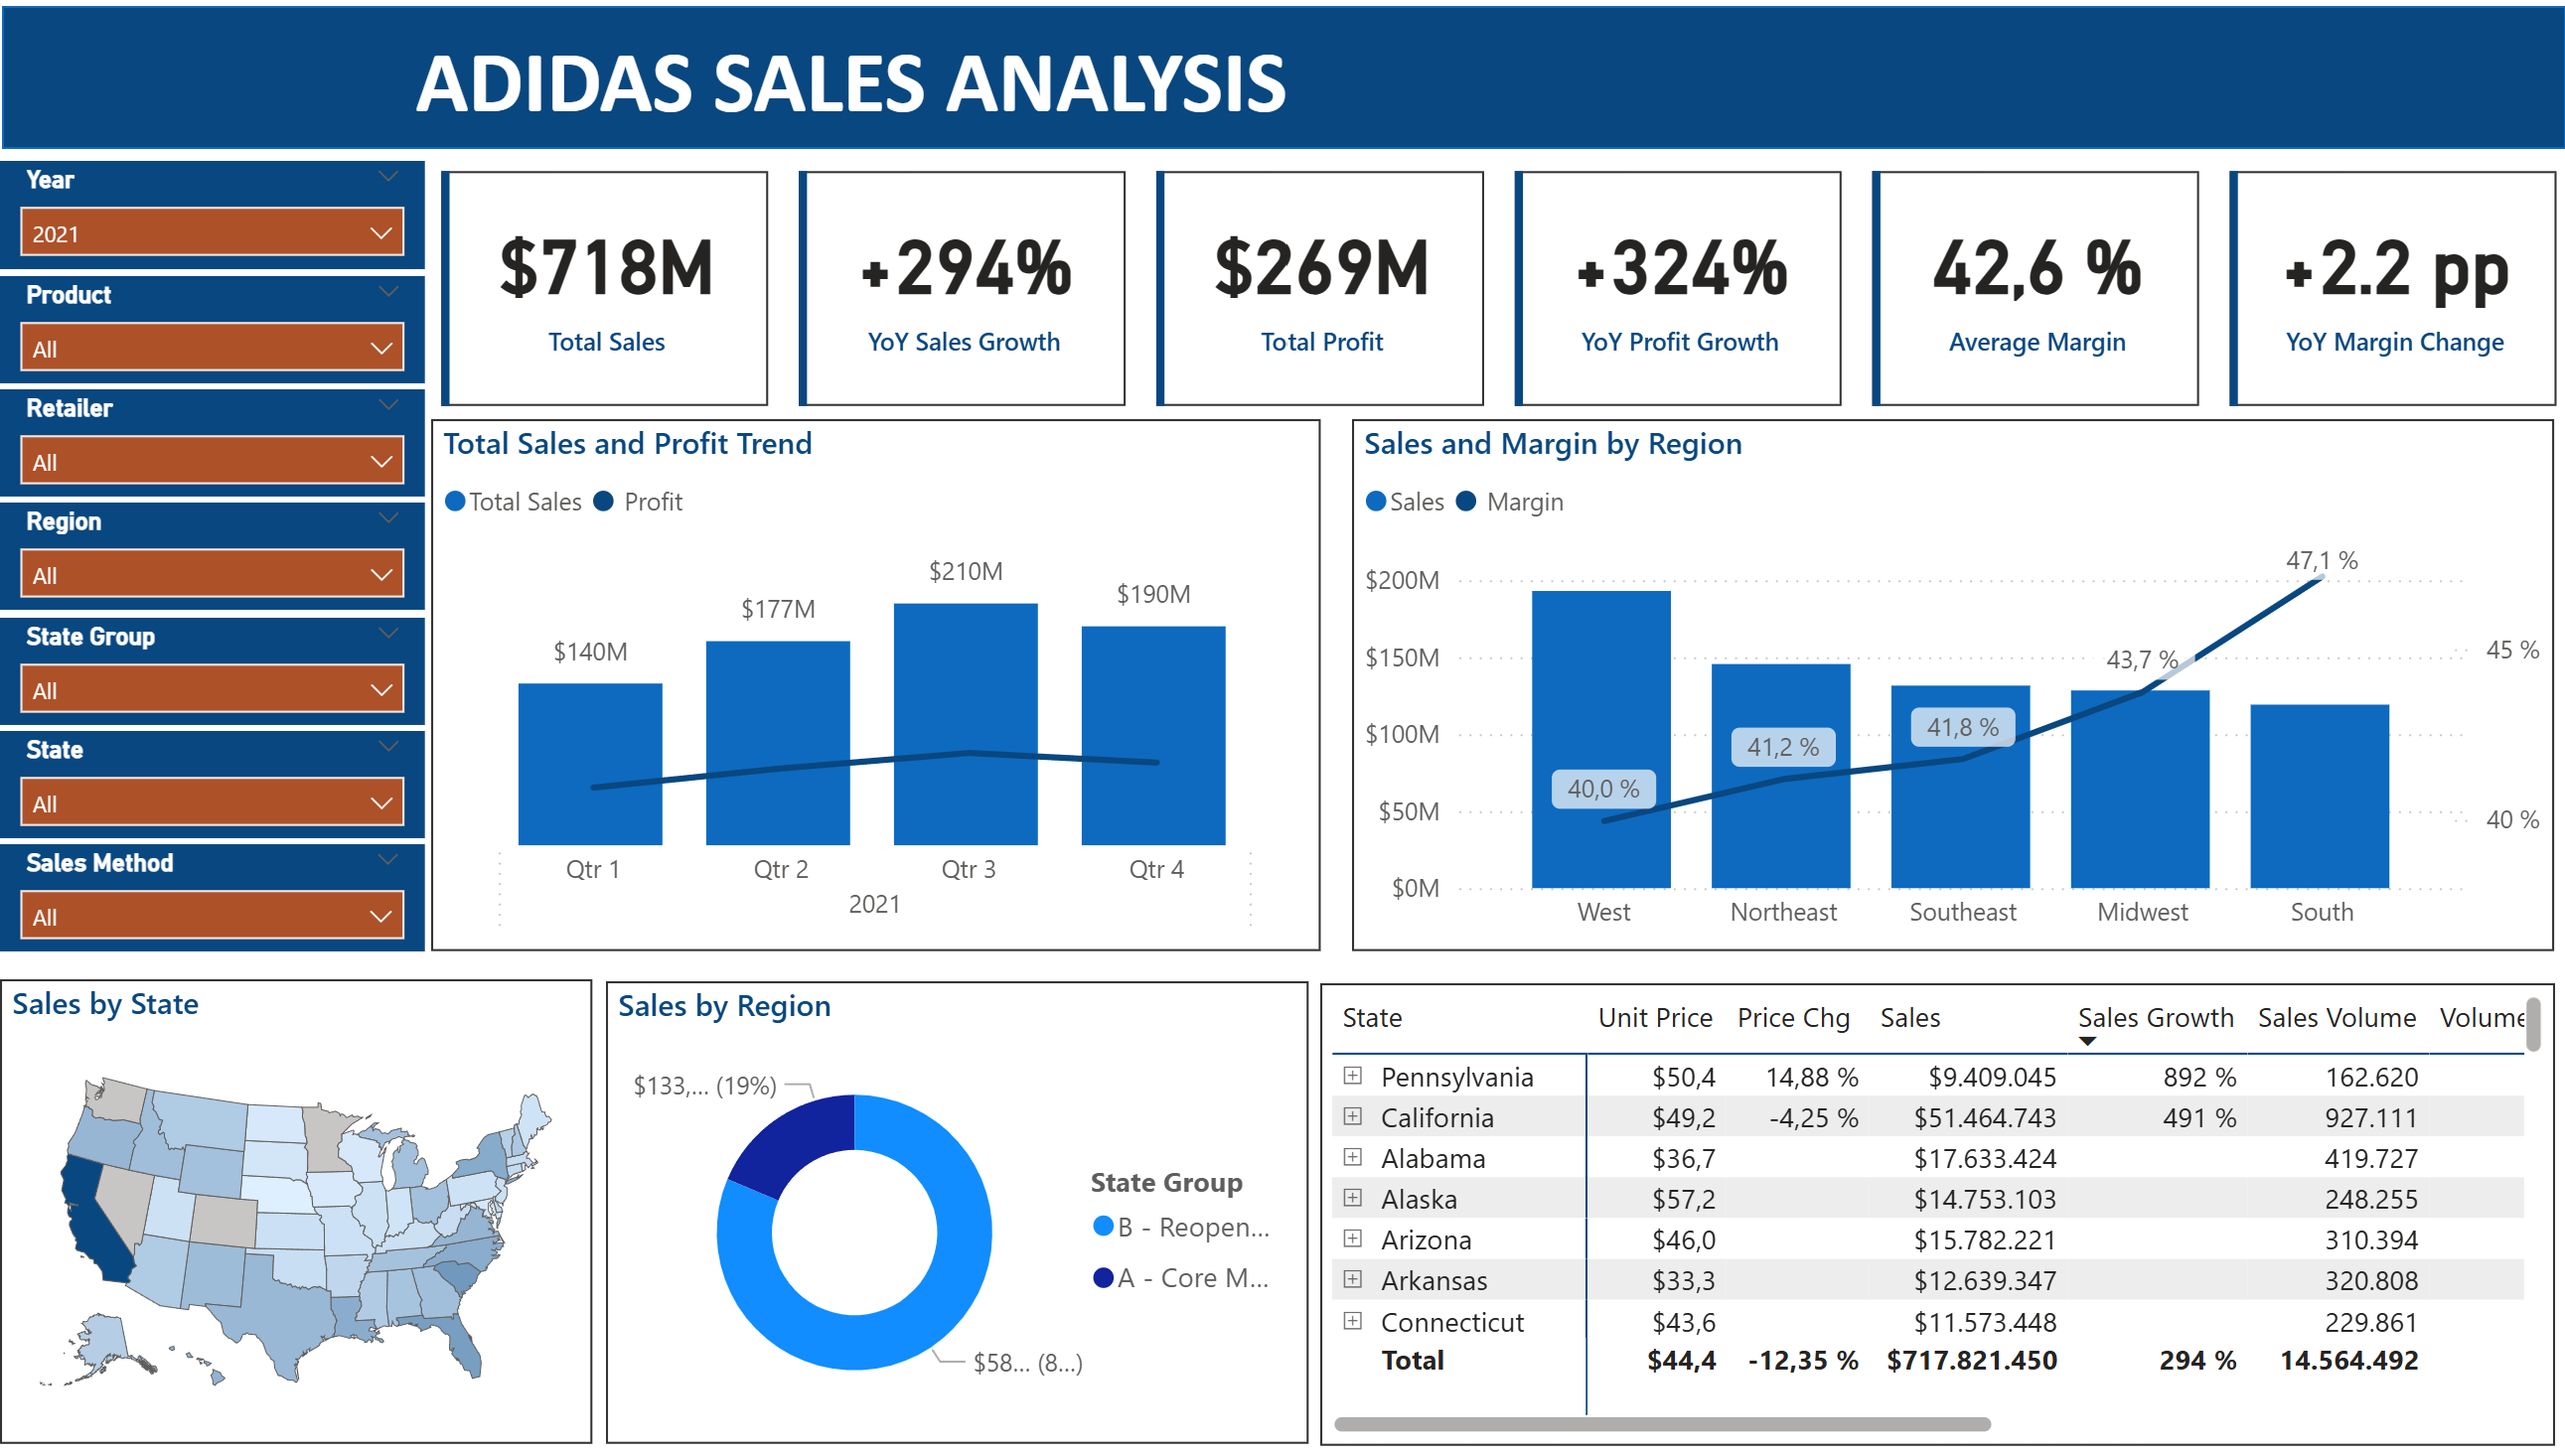 ADIDAS SALES ANALYSIS
Year
2021
Product
All
Retailer
All
Region
All
State Group
All
State
All
Sales Method
All
$718M
Total Sales
+294%
YoY Sales Growth
$269M
Total Profit
+324%
YoY Profit Growth
42,6 %
Average Margin
+2.2 pp
YoY Margin Change
Total Sales and Profit Trend
Total Sales Profit
$140M
$177M
$210M
$190M
Qtr 1 Qtr 2 Qtr 3 Qtr 4
2021
Sales and Margin by Region
Sales Margin
$200M
$150M
$100M
$50M
$0M
40,0 %
41,2 %
41,8 %
43,7 %
47,1 %
45 %
40 %
West Northeast Southeast Midwest South
Sales by State
Sales by Region
$133,... (19%)
$58... (8...)
State Group
B - Reopen...
A - Core M...
State Unit Price Price Chg Sales Sales Growth Sales Volume Volume
Pennsylvania $50,4 14,88 % $9.409.045 892 % 162.620
California $49,2 -4,25 % $51.464.743 491 % 927.111
Alabama $36,7 $17.633.424 419.727
Alaska $57,2 $14.753.103 248.255
Arizona $46,0 $15.782.221 310.394
Arkansas $33,3 $12.639.347 320.808
Connecticut $43,6 $11.573.448 229.861
Total $44,4 -12,35 % $717.821.450 294 % 14.564.492